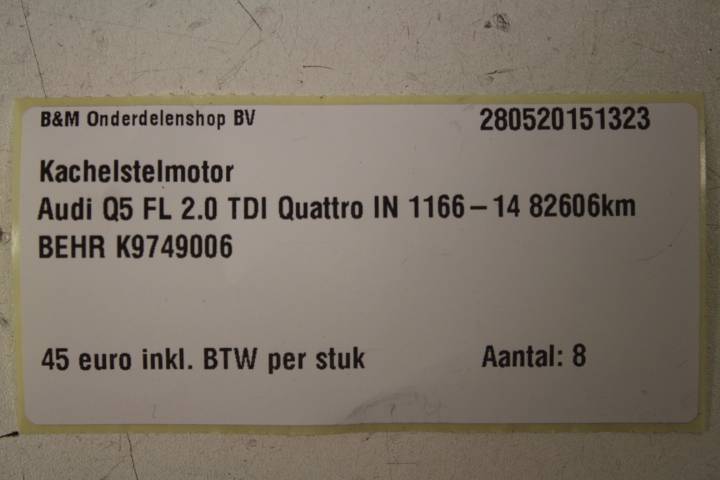 B&M Onderdelenshop BV 280520151323
Kachelstelmotor
Audi Q5 FL 2.0 TDI Quattro IN 1166 – 14 82606km
BEHR K9749006
45 euro inkl. BTW per stuk Aantal: 8